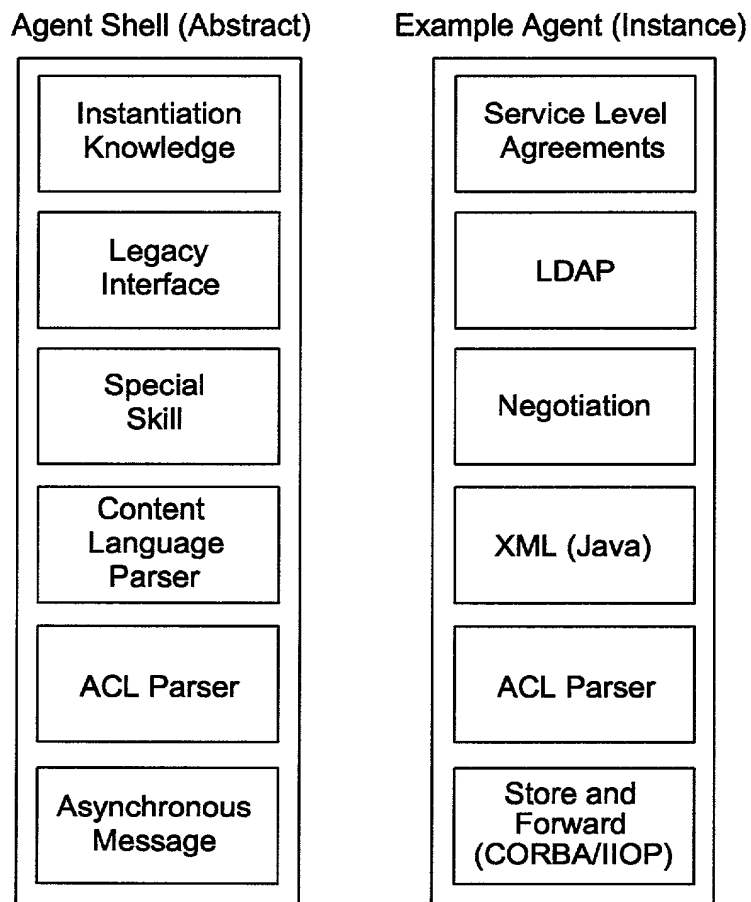 Agent Shell (Abstract)
Instantiation
Knowledge
Legacy
Interface
Special
Skill
Content
Language
Parser
ACL Parser
Asynchronous
Message
Example Agent (Instance)
Service Level
Agreements
LDAP
Negotiation
XML (Java)
ACL Parser
Store and
Forward
(CORBA/IIOP)